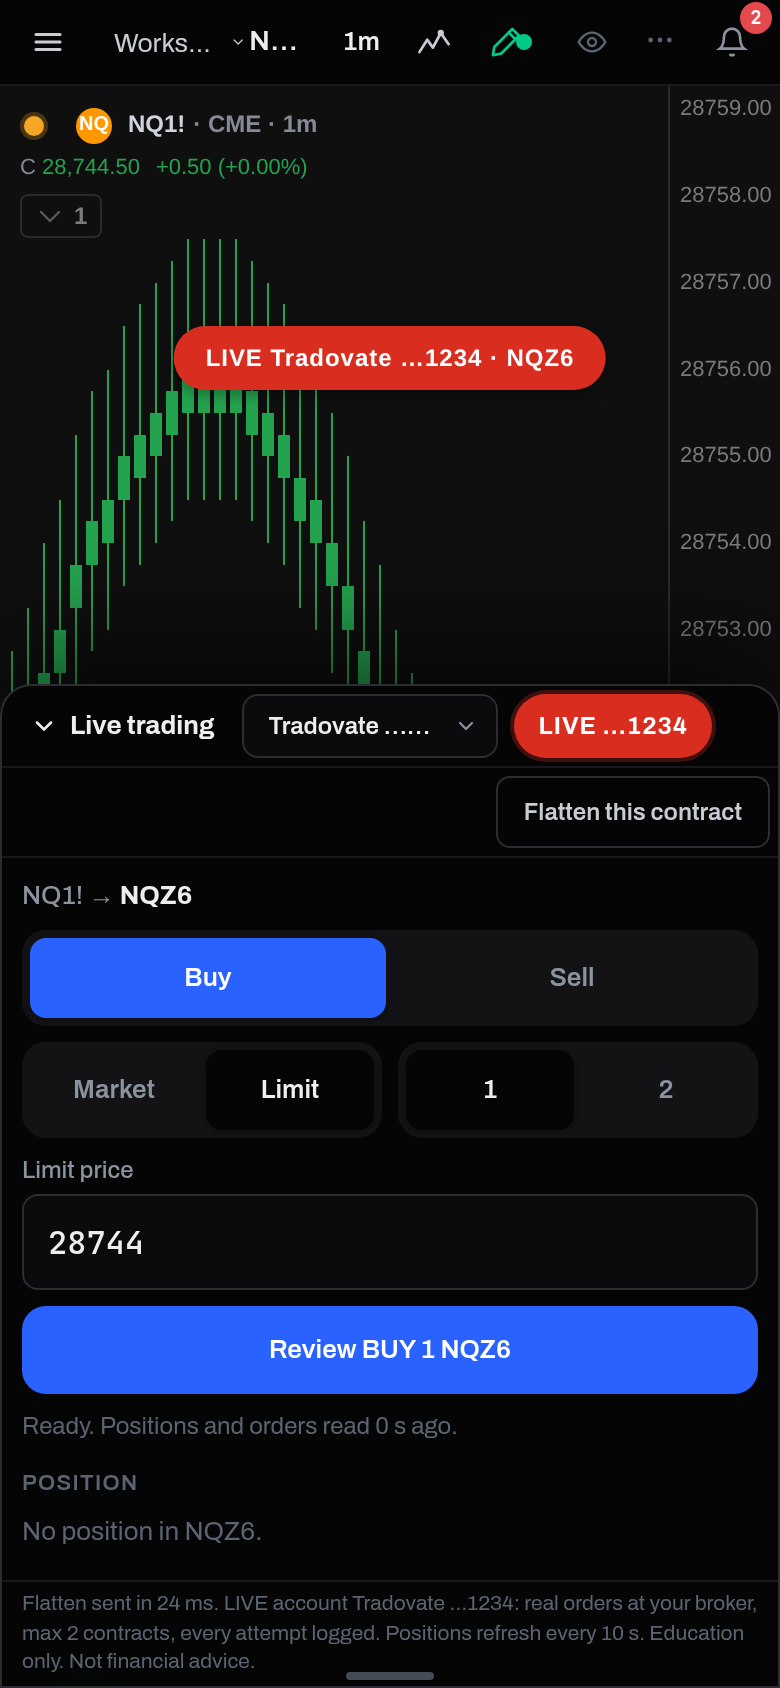 Works... N... 1m 2
NQ NQ1! · CME · 1m
C 28,744.50 +0.50 (+0.00%)
1
28759.00
28758.00
28757.00
28756.00
28755.00
28754.00
28753.00
LIVE Tradovate ...1234 · NQZ6
Live trading Tradovate ...... LIVE ...1234
Flatten this contract
NQ1! → NQZ6
Buy Sell
Market Limit 1 2
Limit price
28744
Review BUY 1 NQZ6
Ready. Positions and orders read 0 s ago.
POSITION
No position in NQZ6.
Flatten sent in 24 ms. LIVE account Tradovate ...1234: real orders at your broker,
max 2 contracts, every attempt logged. Positions refresh every 10 s. Education
only. Not financial advice.